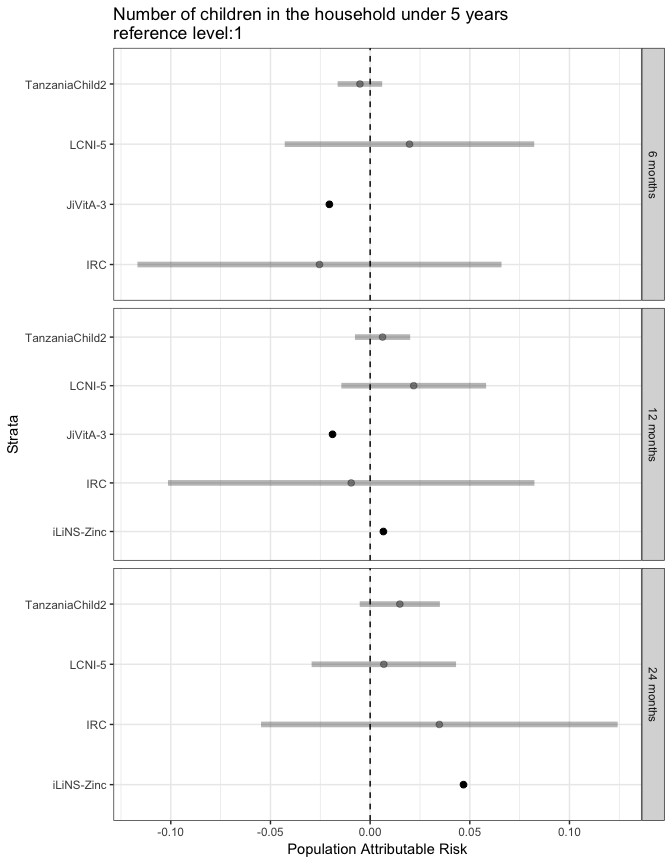 Number of children in the household under 5 years
reference level:1
TanzaniaChild2
LCNI-5
JiVitA-3
IRC
6 months
TanzaniaChild2
LCNI-5
JiVitA-3
IRC
iLiNS-Zinc
12 months
TanzaniaChild2
LCNI-5
IRC
iLiNS-Zinc
24 months
Strata
-0.10 -0.05 0.00 0.05 0.10
Population Attributable Risk